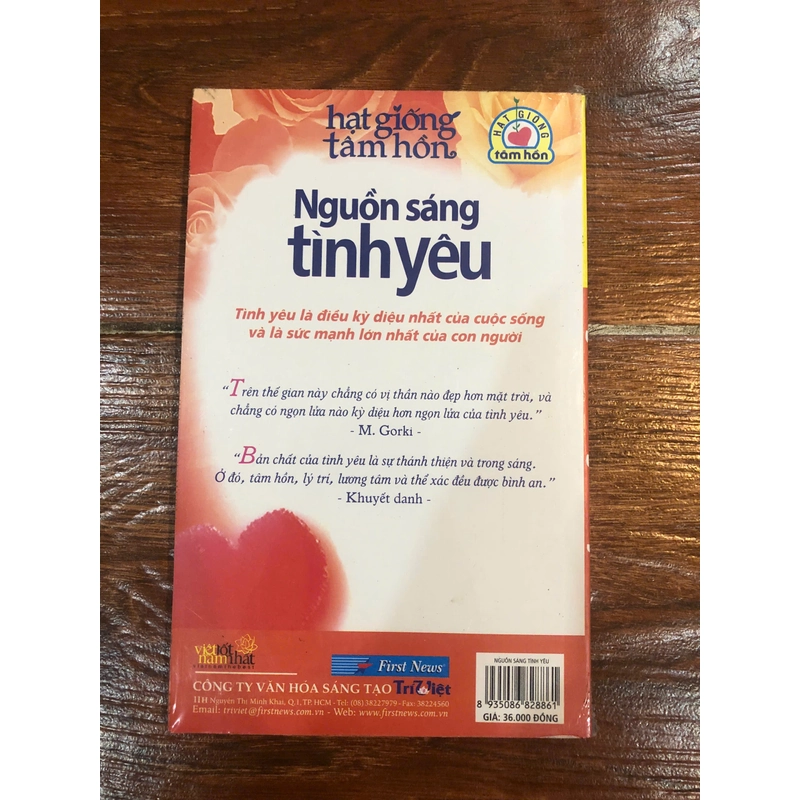 hạt giống
tâm hồn
HẠT GIỐNG
tâm hồn
Nguồn sáng
tình yêu
Tình yêu là điều kỳ diệu nhất của cuộc sống
và là sức mạnh lớn nhất của con người
“Trên thế gian này chẳng có vị thần nào đẹp hơn mặt trời, và
chẳng có ngọn lửa nào kỳ diệu hơn ngọn lửa của tình yêu.”
- M. Gorki -
“Bản chất của tình yêu là sự thánh thiện và trong sáng.
Ở đó, tâm hồn, lý trí, lương tâm và thể xác đều được bình an.”
- Khuyết danh -
việt tốt
nam nhất
vietnamthebest
First News
CÔNG TY VĂN HÓA SÁNG TẠO Trí Việt
11H Nguyễn Thị Minh Khai, Q.1, TP. HCM - Tel: (08) 38227979 - Fax: 38224560
Email: triviet@firstnews.com.vn - Web: www.firstnews.com.vn
NGUỒN SÁNG TÌNH YÊU
8 935086 828861
GIÁ: 36.000 ĐỒNG